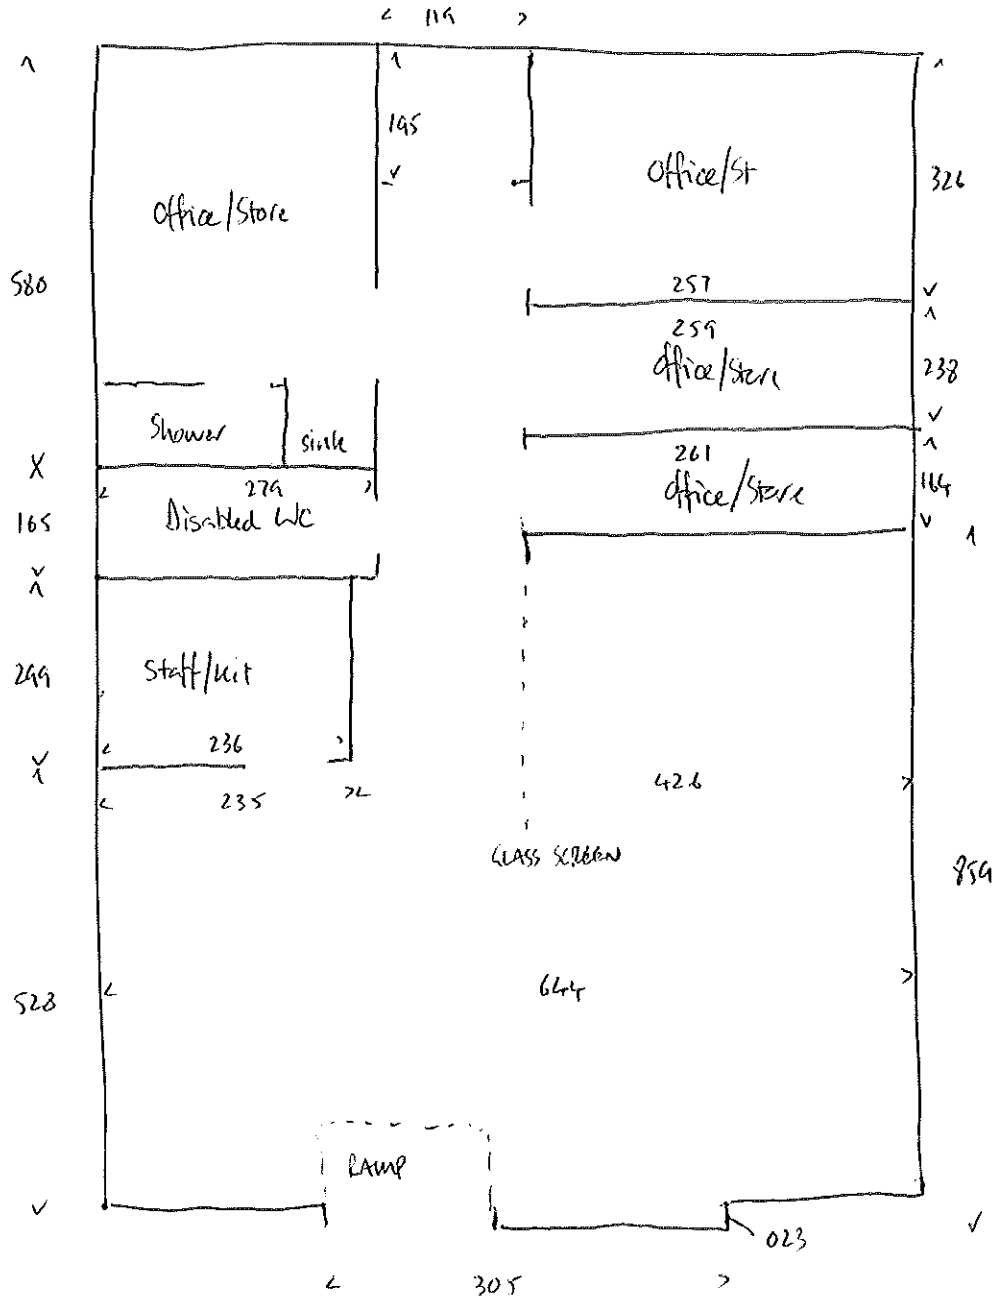 119
195
Office/St
326
Office/Store
580
257
259
Office/Store
238
Shower
sink
261
Office/Store
164
279
Disabled WC
165
Staff/Kit
299
236
235
426
GLASS SCREEN
859
644
528
RAMP
023
305